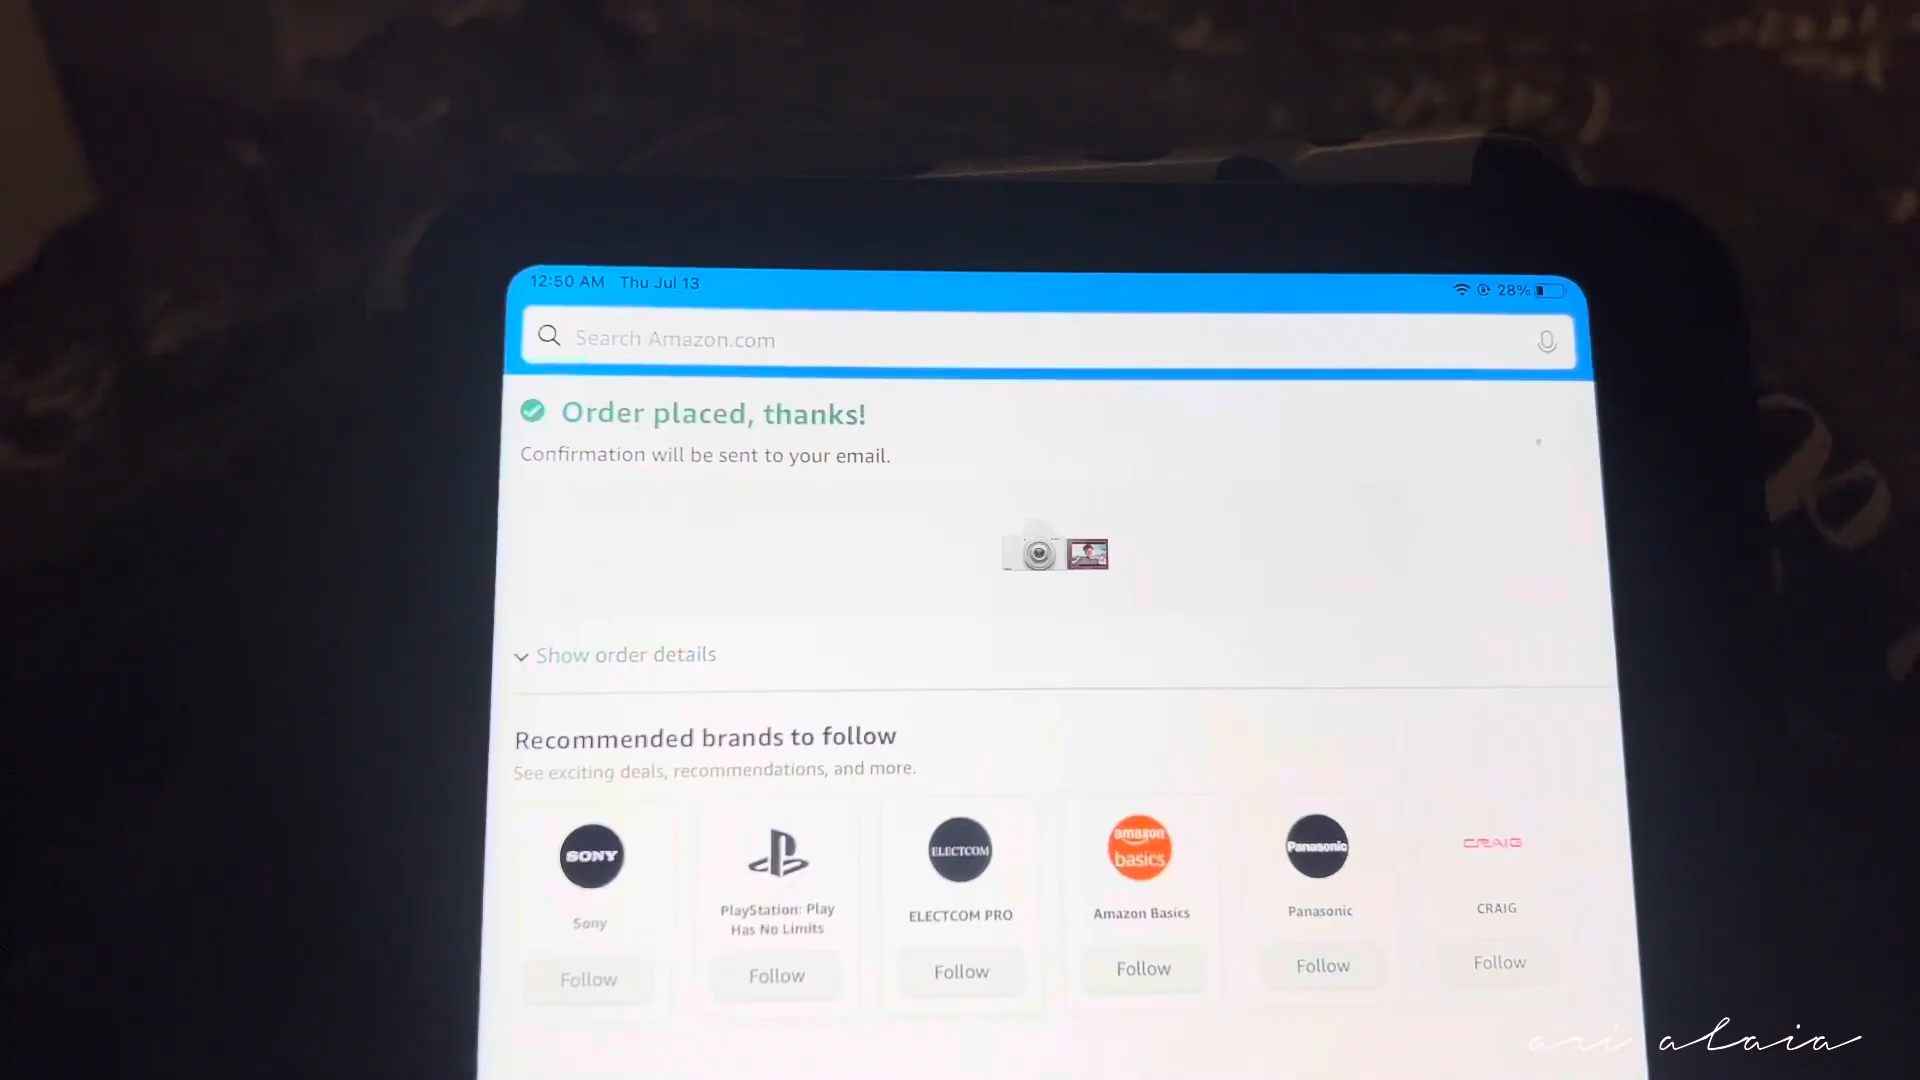 12:50 AM Thu Jul 13
28%
Search Amazon.com
Order placed, thanks!
Confirmation will be sent to your email.
Show order details
Recommended brands to follow
See exciting deals, recommendations, and more.
SONY
ELECTCOM
amazon
basics
Panasonic
CRAIG
Sony
PlayStation: Play
Has No Limits
ELECTCOM PRO
Amazon Basics
Panasonic
CRAIG
Follow
Follow
Follow
Follow
Follow
Follow
ari alaia